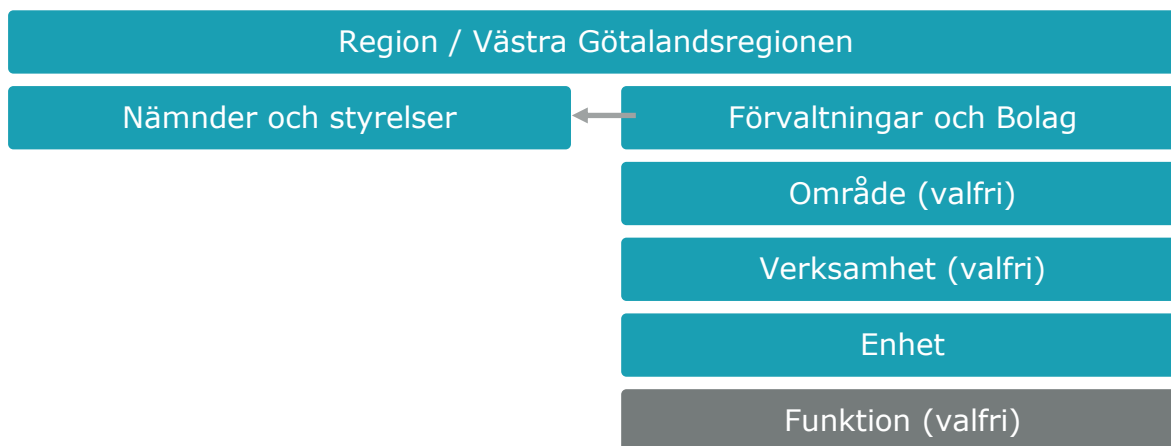 Region / Västra Götalandsregionen
Nämnder och styrelser
Förvaltningar och Bolag
Område (valfri)
Verksamhet (valfri)
Enhet
Funktion (valfri)